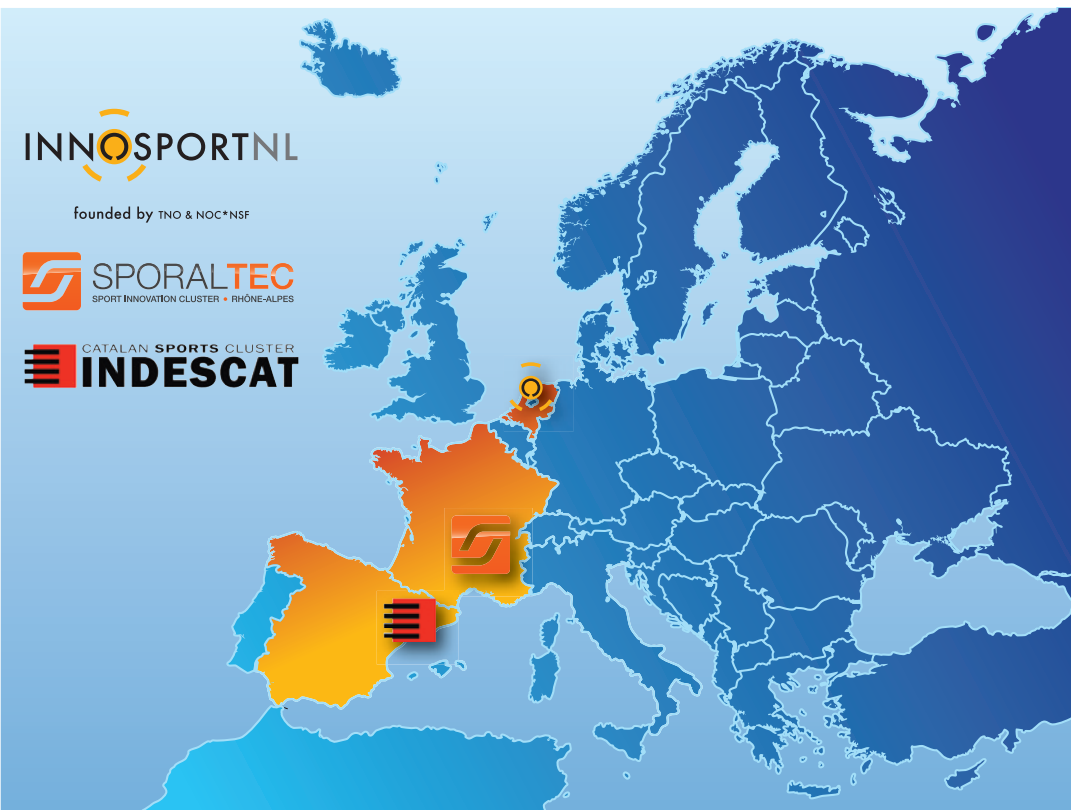 INNOSPORTNL
founded by TNO & NOC*NSF
SPORALTEC
SPORT INNOVATION CLUSTER • RHÔNE-ALPES
CATALAN SPORTS CLUSTER
INDESCAT